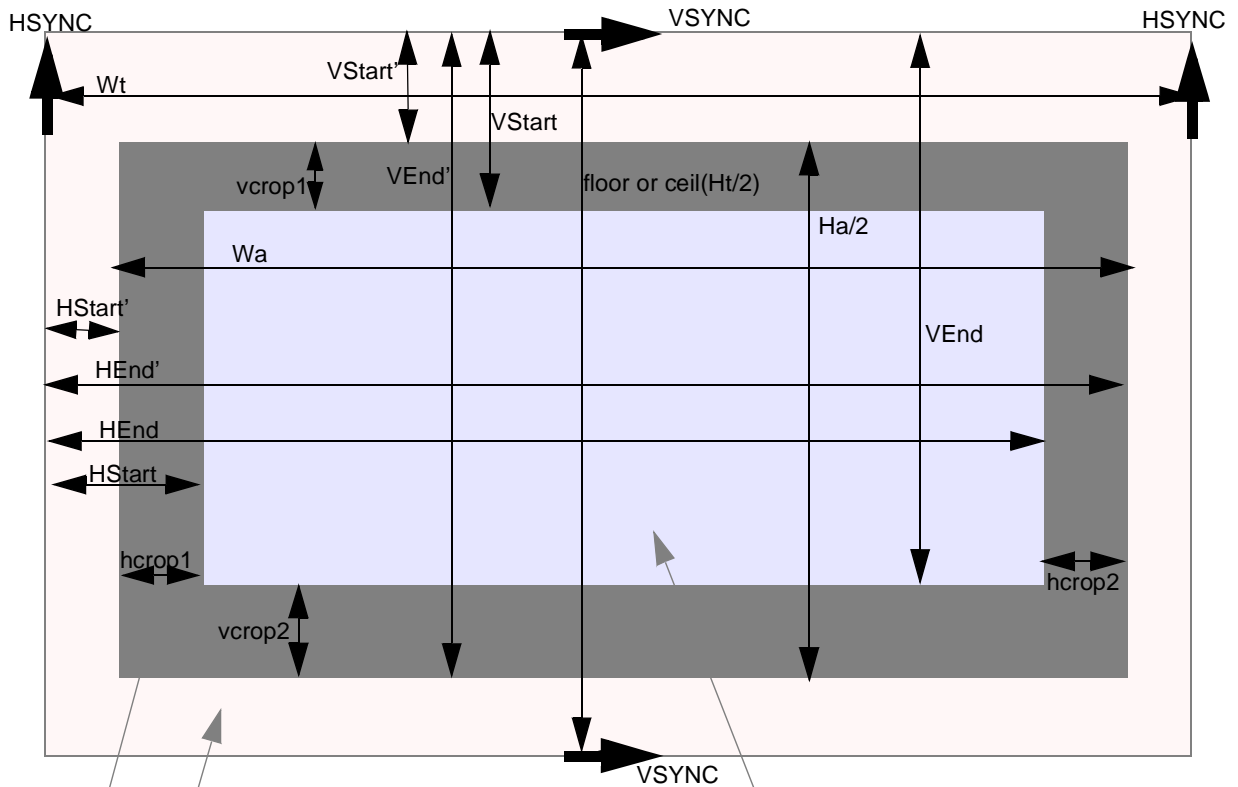 HSYNC
VSYNC
HSYNC
Wt
VStart’
VStart
vcrop1
VEnd’
floor or ceil(Ht/2)
Ha/2
Wa
HStart’
VEnd
HEnd’
HEnd
HStart
hcrop1
hcrop2
vcrop2
VSYNC